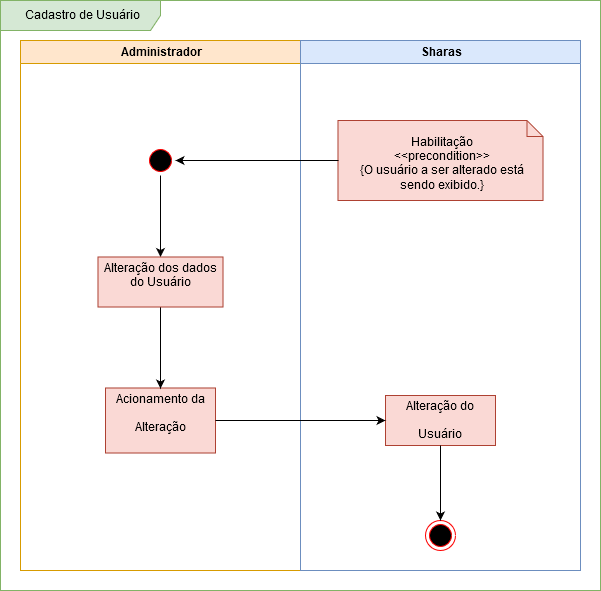 Cadastro de Usuário
Administrador
Sharas
Habilitação
<<precondition>>
{O usuário a ser alterado está
sendo exibido.}
Alteração dos dados
do Usuário
Acionamento da
Alteração
Alteração do
Usuário